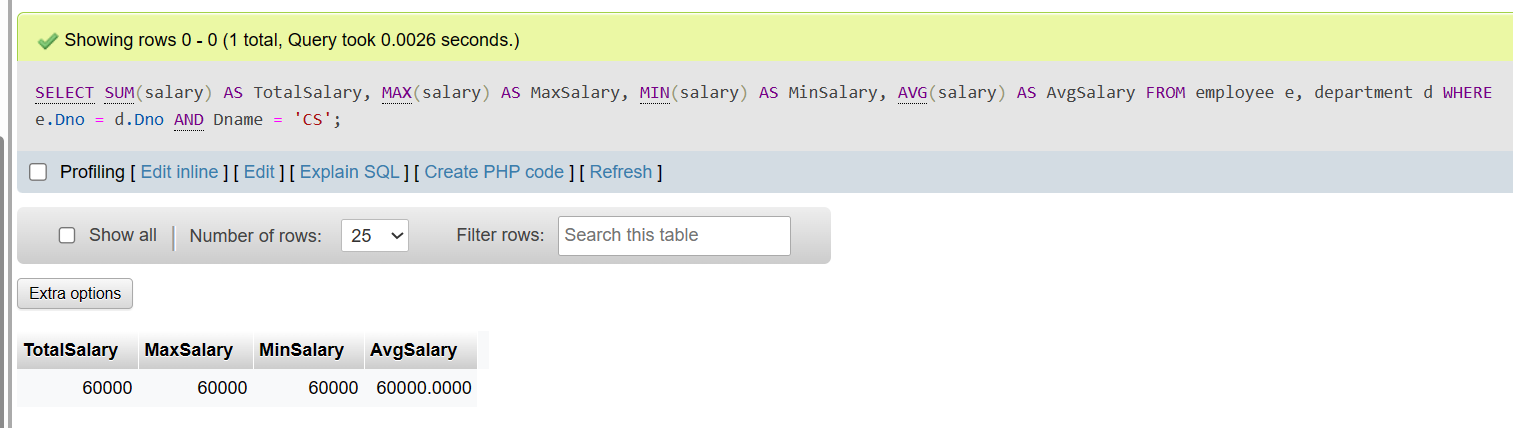 Showing rows 0 - 0 (1 total, Query took 0.0026 seconds.)
SELECT SUM(salary) AS TotalSalary, MAX(salary) AS MaxSalary, MIN(salary) AS MinSalary, AVG(salary) AS AvgSalary FROM employee e, department d WHERE
e.Dno = d.Dno AND Dname = 'CS';
Profiling [ Edit inline ] [ Edit ] [ Explain SQL ] [ Create PHP code ] [ Refresh ]
Show all | Number of rows: 25 Filter rows: Search this table
Extra options
TotalSalary MaxSalary MinSalary AvgSalary
60000 60000 60000 60000.0000